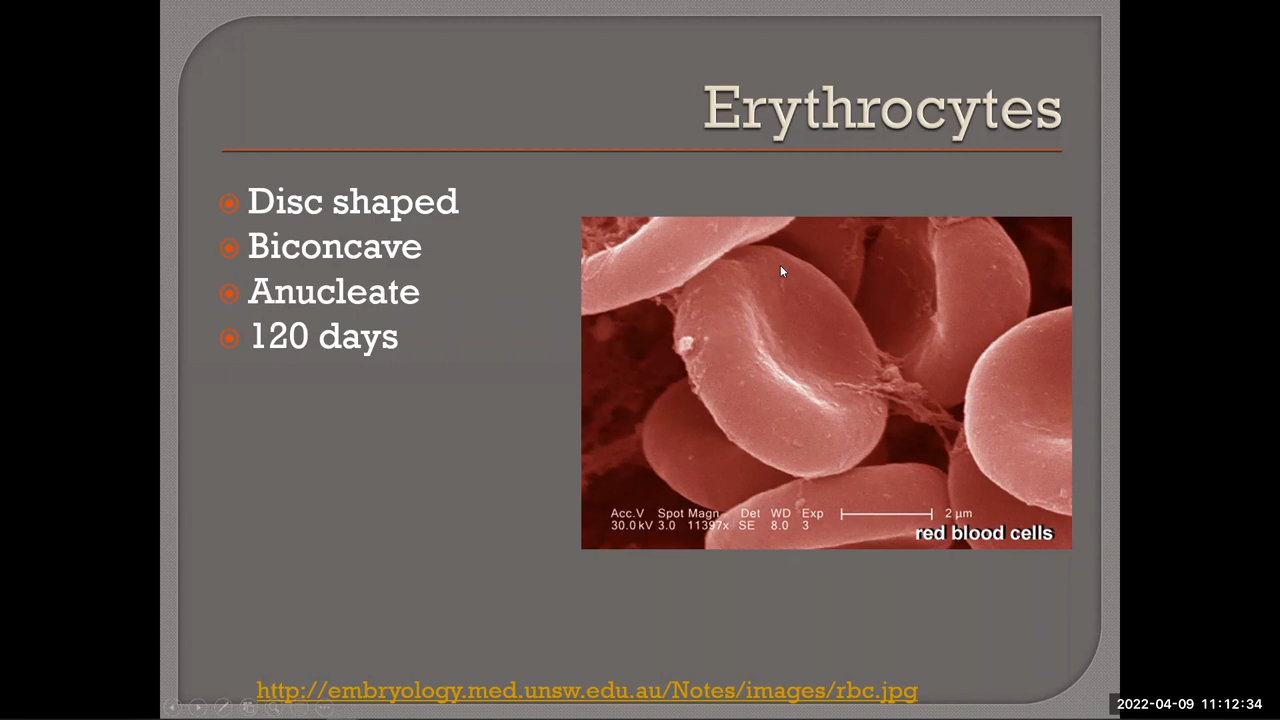 Erythrocytes
Disc shaped
Biconcave
Anucleate
120 days
Acc.V Spot Magn Det WD Exp 2 µm
30.0 kV 3.0 11397x SE 8.0 3
red blood cells
http://embryology.med.unsw.edu.au/Notes/images/rbc.jpg
2022-04-09 11:12:34